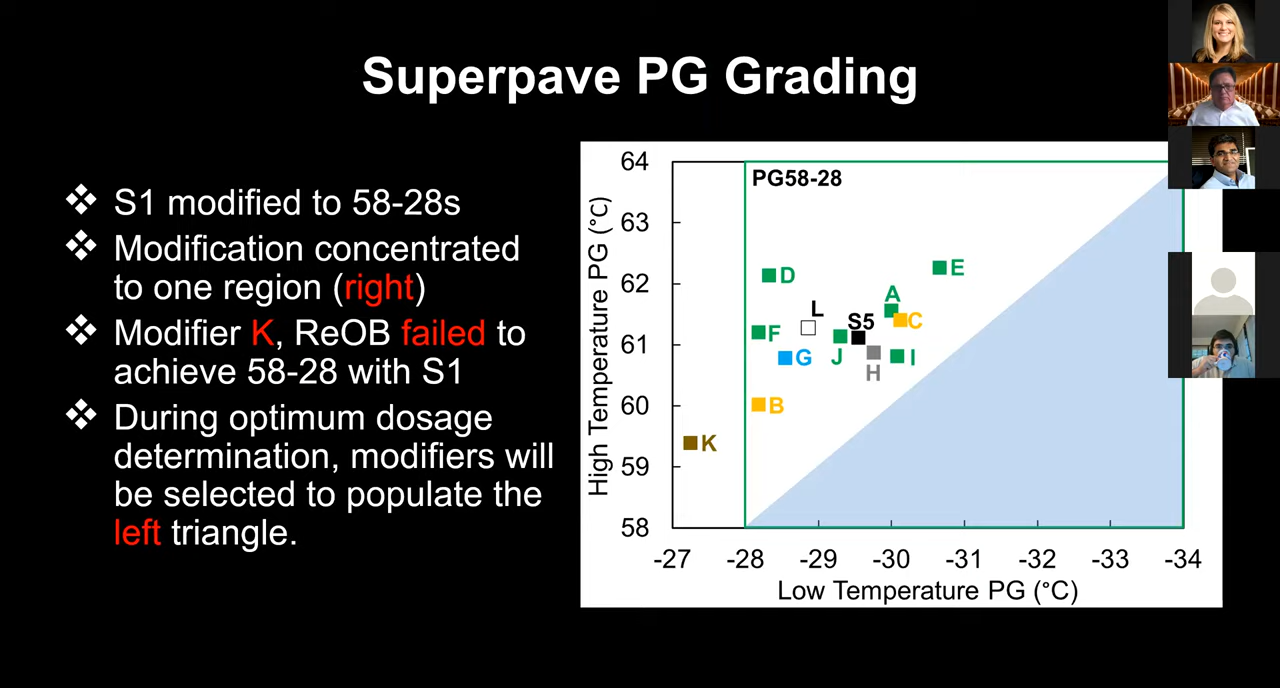 Superpave PG Grading
❖ S1 modified to 58-28s
❖ Modification concentrated
to one region (right)
❖ Modifier K, ReOB failed to
achieve 58-28 with S1
❖ During optimum dosage
determination, modifiers will
be selected to populate the
left triangle.
High Temperature PG (°C)
64
63
62
61
60
59
58
PG58-28
D
E
A
L
S5
C
F
G
J
H
I
B
K
-27 -28 -29 -30 -31 -32 -33 -34
Low Temperature PG (°C)